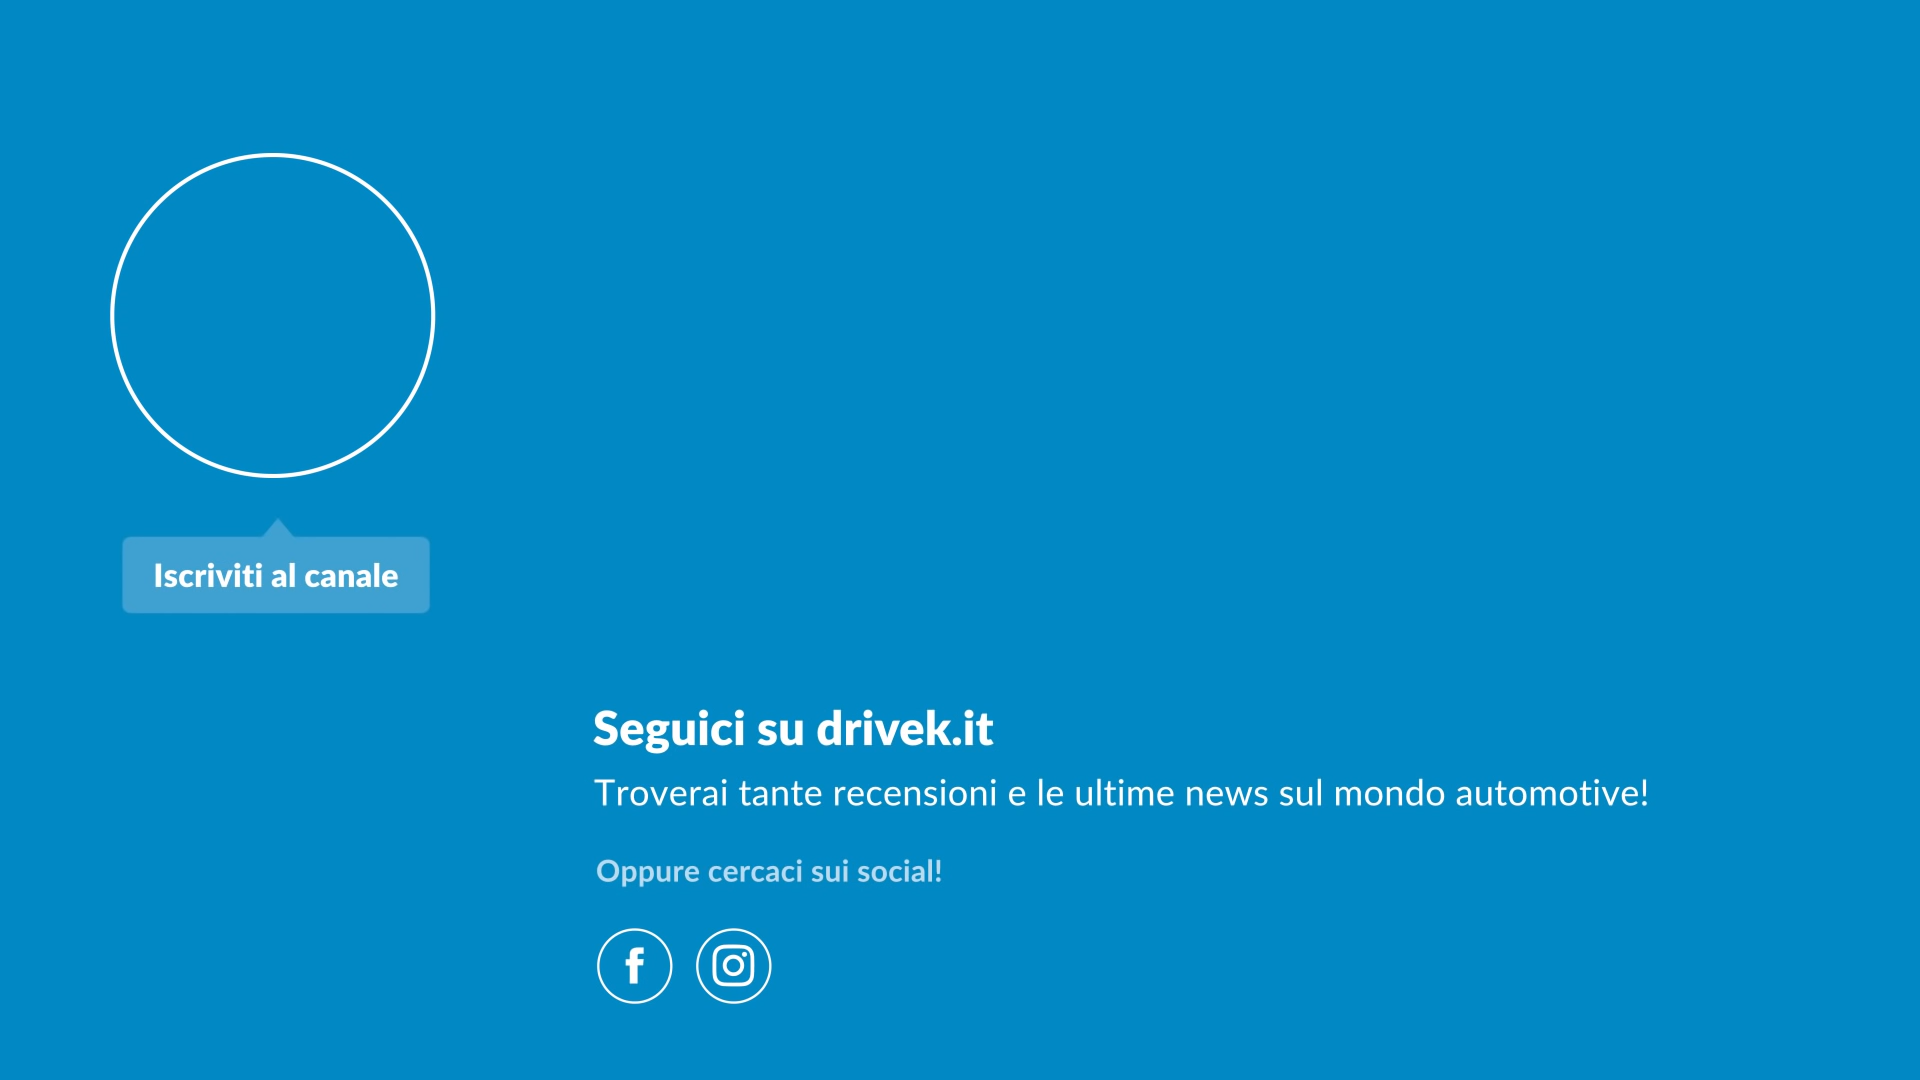 Iscriviti al canale
Seguici su drivek.it
Troverai tante recensioni e le ultime news sul mondo automotive!
Oppure cercaci sui social!